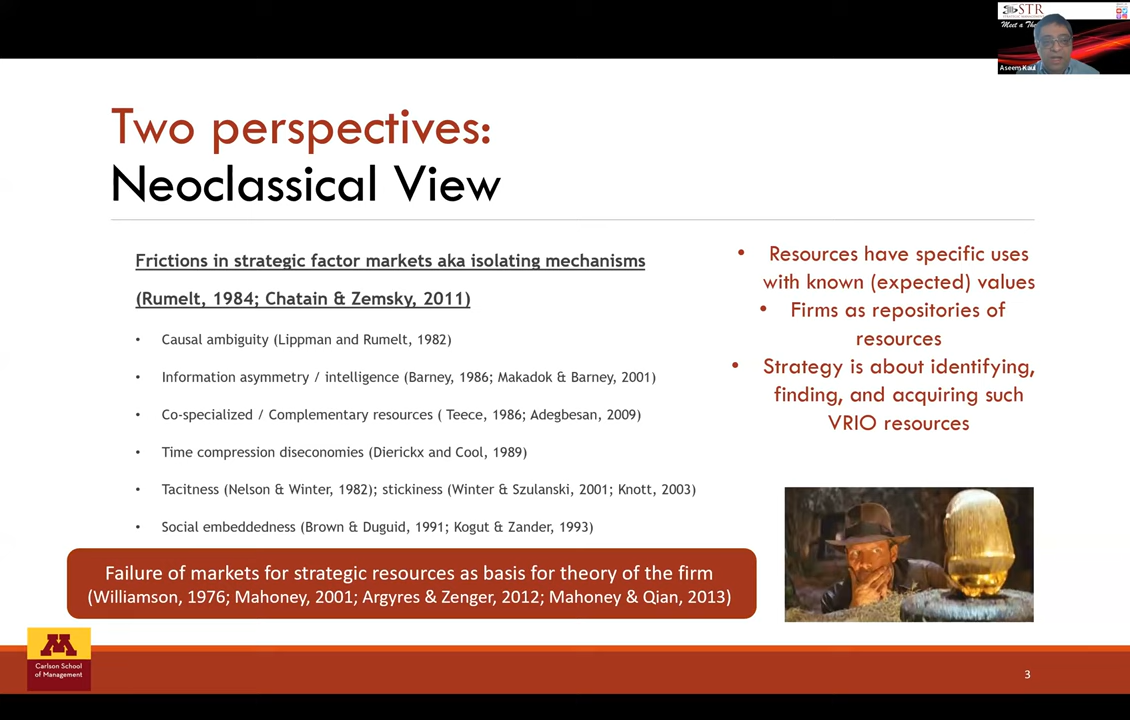 STR
Meet a The
Aseem Kaul
Two perspectives:
Neoclassical View
Frictions in strategic factor markets aka isolating mechanisms
(Rumelt, 1984; Chatain & Zemsky, 2011)
• Causal ambiguity (Lippman and Rumelt, 1982)
• Information asymmetry / intelligence (Barney, 1986; Makadok & Barney, 2001)
• Co-specialized / Complementary resources ( Teece, 1986; Adegbesan, 2009)
• Time compression diseconomies (Dierickx and Cool, 1989)
• Tacitness (Nelson & Winter, 1982); stickiness (Winter & Szulanski, 2001; Knott, 2003)
• Social embeddedness (Brown & Duguid, 1991; Kogut & Zander, 1993)
• Resources have specific uses
with known (expected) values
• Firms as repositories of
resources
• Strategy is about identifying,
finding, and acquiring such
VRIO resources
Failure of markets for strategic resources as basis for theory of the firm
(Williamson, 1976; Mahoney, 2001; Argyres & Zenger, 2012; Mahoney & Qian, 2013)
M
Carlson School
of Management
3